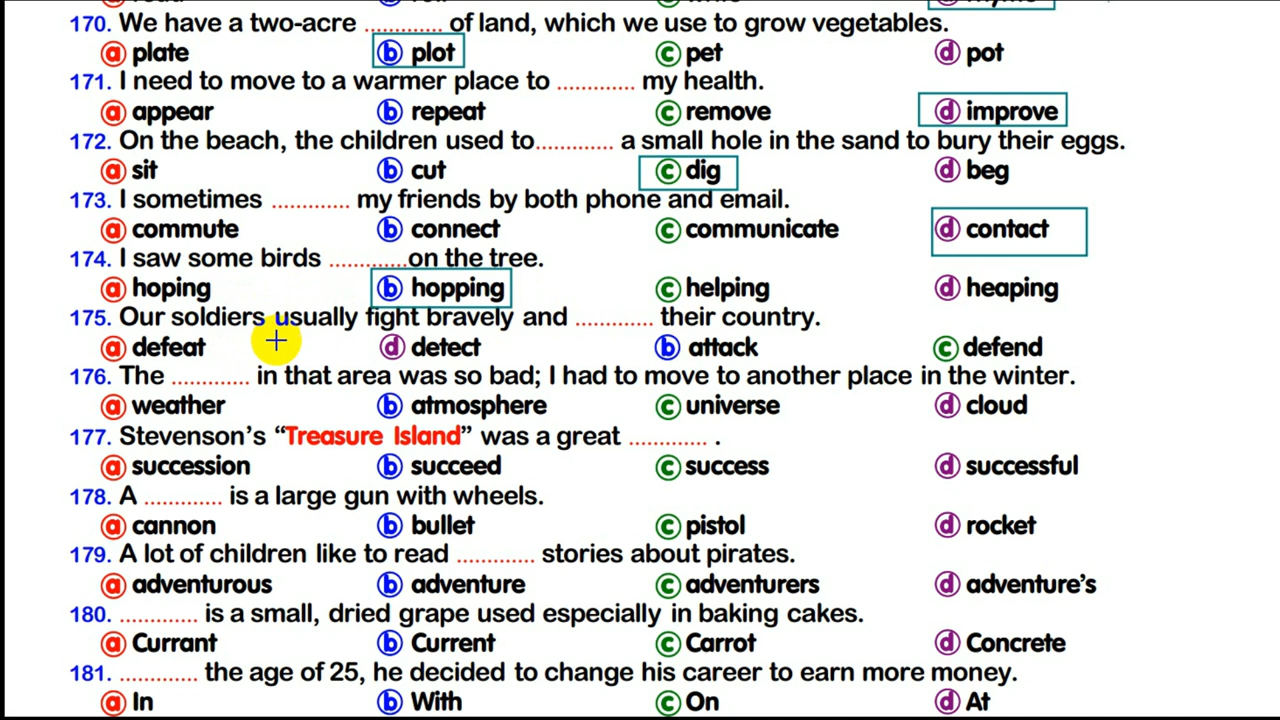 170. We have a two-acre ............. of land, which we use to grow vegetables.
a plate b plot c pet d pot
171. I need to move to a warmer place to ............. my health.
a appear b repeat c remove d improve
172. On the beach, the children used to............. a small hole in the sand to bury their eggs.
a sit b cut c dig d beg
173. I sometimes ............. my friends by both phone and email.
a commute b connect c communicate d contact
174. I saw some birds .............on the tree.
a hoping b hopping c helping d heaping
175. Our soldiers usually fight bravely and ............. their country.
a defeat d detect b attack c defend
176. The ............. in that area was so bad; I had to move to another place in the winter.
a weather b atmosphere c universe d cloud
177. Stevenson's “Treasure Island” was a great ............. .
a succession b succeed c success d successful
178. A ............. is a large gun with wheels.
a cannon b bullet c pistol d rocket
179. A lot of children like to read ............. stories about pirates.
a adventurous b adventure c adventurers d adventure's
180. ............. is a small, dried grape used especially in baking cakes.
a Currant b Current c Carrot d Concrete
181. ............. the age of 25, he decided to change his career to earn more money.
a In b With c On d At